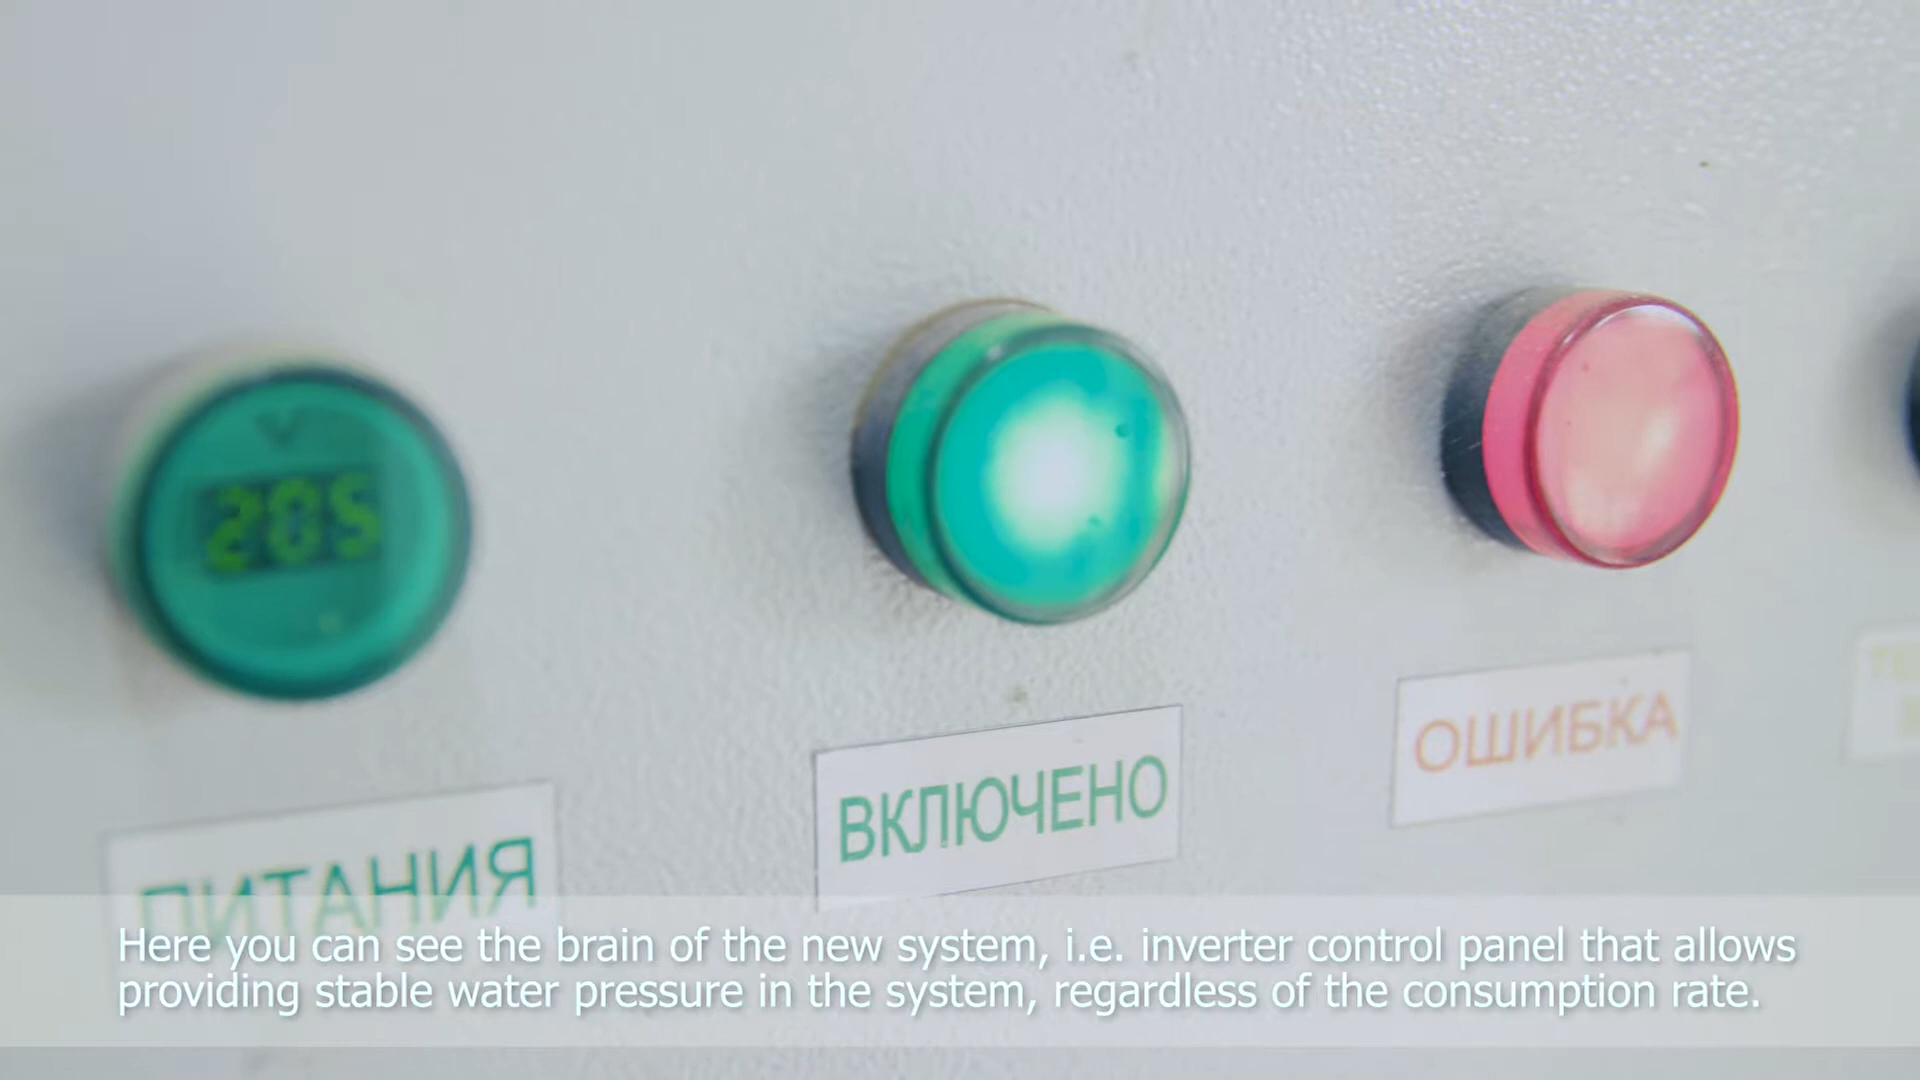 V
205
ПИТАНИЯ
ВКЛЮЧЕНО
ОШИБКА
Here you can see the brain of the new system, i.e. inverter control panel that allows
providing stable water pressure in the system, regardless of the consumption rate.